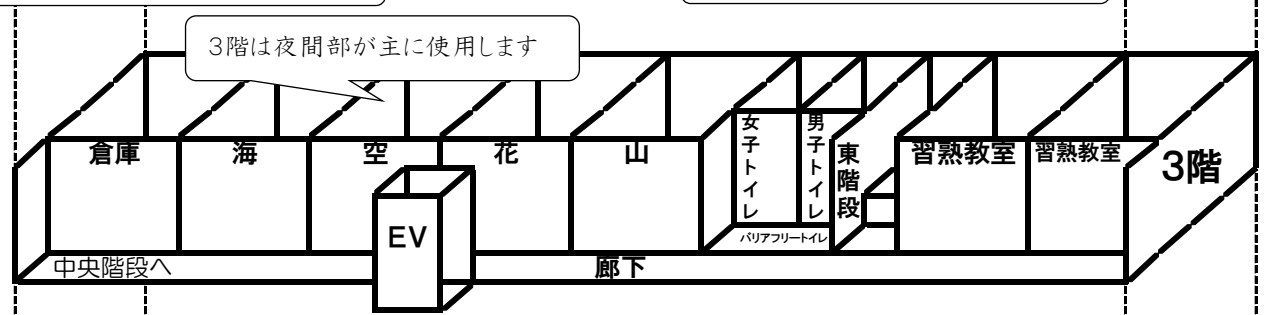 3階は夜間部が主に使用します
倉庫
海
空
花
山
女子トイレ
男子トイレ
東階段
習熟教室
習熟教室
3階
バリアフリートイレ
EV
中央階段へ
廊下